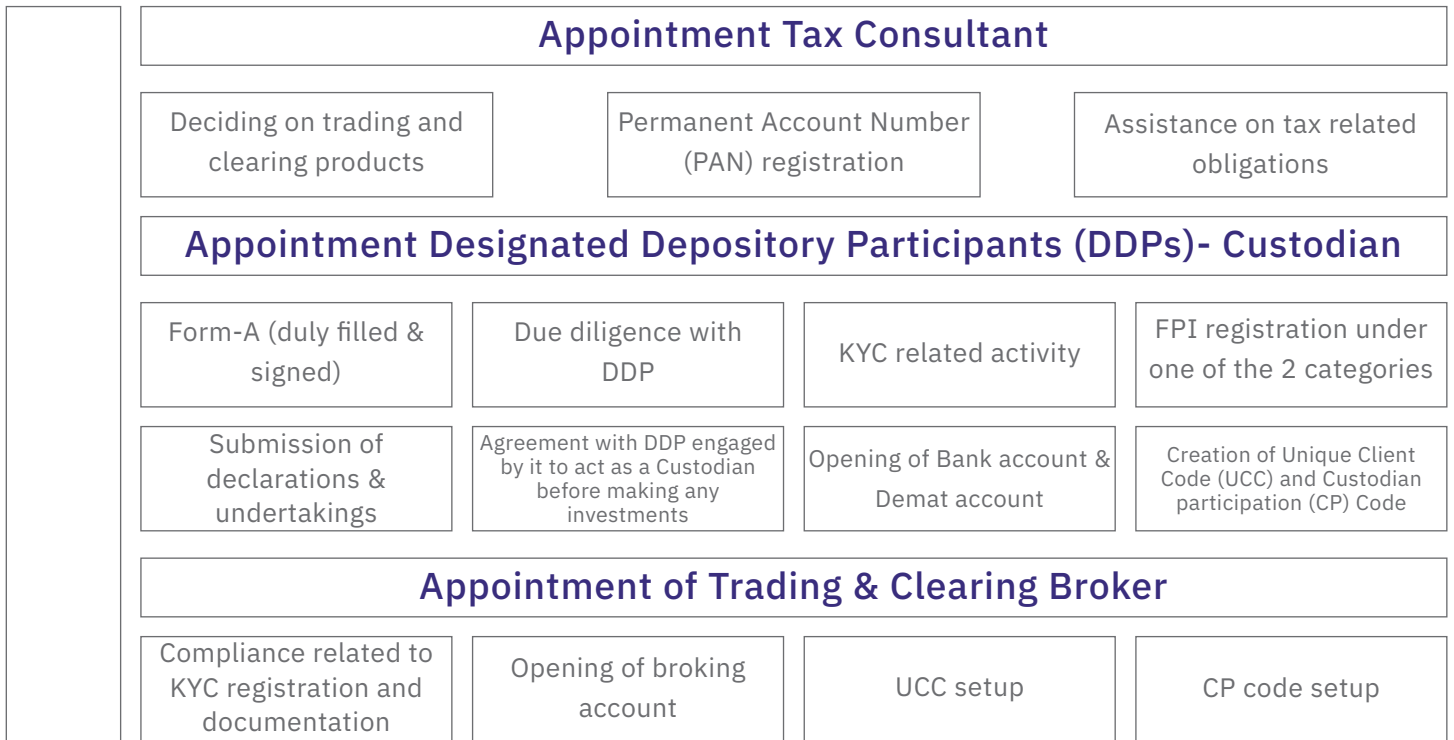 Appointment Tax Consultant
Deciding on trading and
clearing products
Permanent Account Number
(PAN) registration
Assistance on tax related
obligations
Appointment Designated Depository Participants (DDPs)- Custodian
Form-A (duly filled &
signed)
Due diligence with
DDP
KYC related activity
FPI registration under
one of the 2 categories
Submission of
declarations &
undertakings
Agreement with DDP engaged
by it to act as a Custodian
before making any
investments
Opening of Bank account &
Demat account
Creation of Unique Client
Code (UCC) and Custodian
participation (CP) Code
Appointment of Trading & Clearing Broker
Compliance related to
KYC registration and
documentation
Opening of broking
account
UCC setup
CP code setup